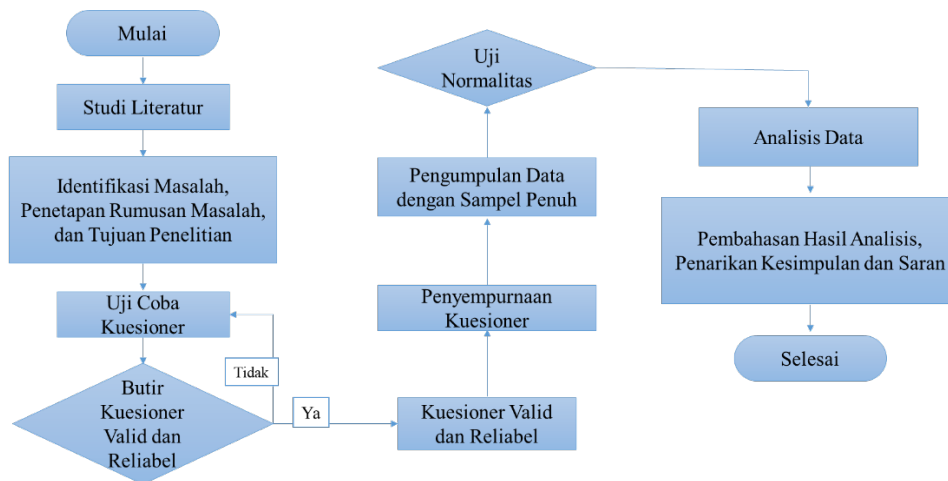 Mulai
Studi Literatur
Identifikasi Masalah,
Penetapan Rumusan Masalah,
dan Tujuan Penelitian
Uji Coba
Kuesioner
Tidak
Butir
Kuesioner
Valid dan
Reliabel
Ya
Kuesioner Valid
dan Reliabel
Penyempurnaan
Kuesioner
Pengumpulan Data
dengan Sampel Penuh
Uji
Normalitas
Analisis Data
Pembahasan Hasil Analisis,
Penarikan Kesimpulan dan Saran
Selesai